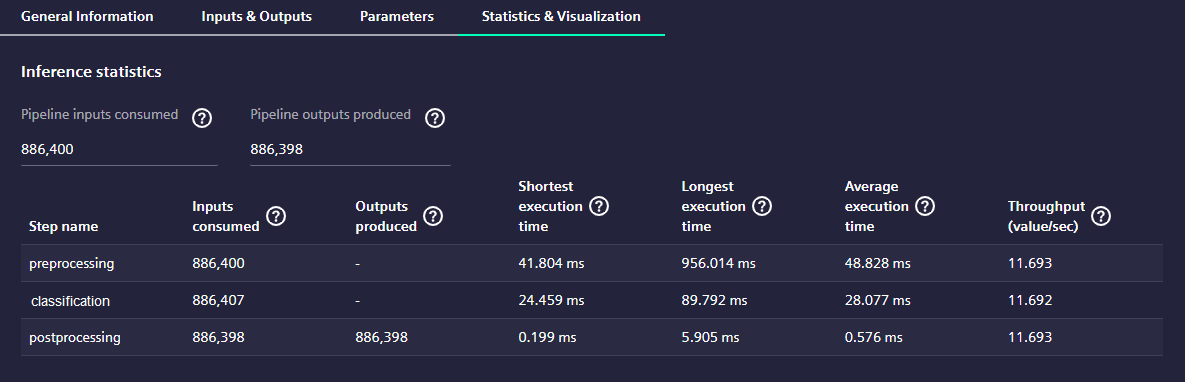 General Information Inputs & Outputs Parameters Statistics & Visualization
Inference statistics
Pipeline inputs consumed ? Pipeline outputs produced ?
886,400 886,398
Step name Inputs consumed ? Outputs produced ? Shortest execution time ? Longest execution time ? Average execution time ? Throughput (value/sec) ?
preprocessing 886,400 - 41.804 ms 956.014 ms 48.828 ms 11.693
classification 886,407 - 24.459 ms 89.792 ms 28.077 ms 11.692
postprocessing 886,398 886,398 0.199 ms 5.905 ms 0.576 ms 11.693